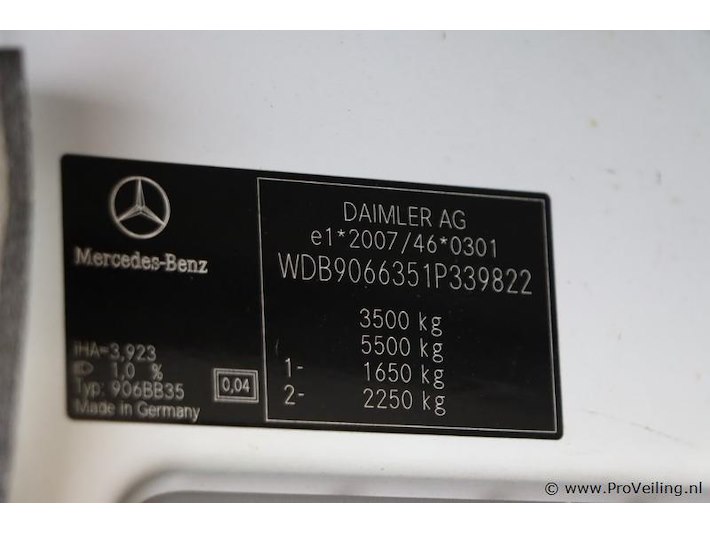 Mercedes-Benz
iHA=3,923
1,0 %
Typ: 906BB35
Made in Germany
0,04
DAIMLER AG
e1*2007/46*0301
WDB9066351P339822
3500 kg
5500 kg
1- 1650 kg
2- 2250 kg
© www.ProVeiling.nl